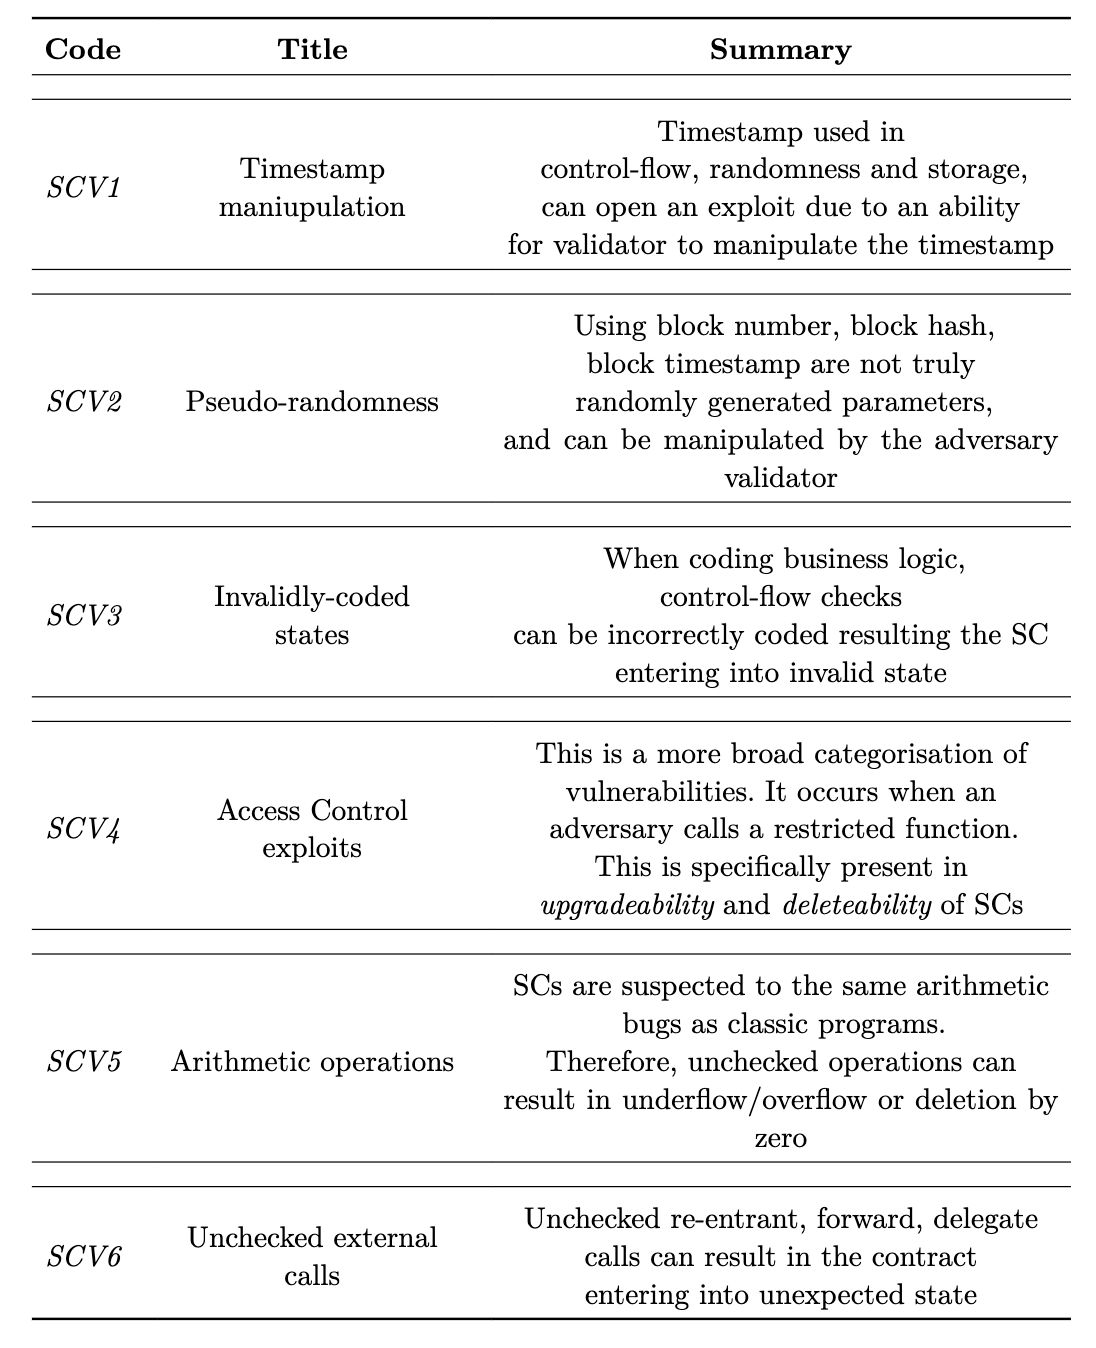 Code Title Summary
SCV1
Timestamp
maniupulation
Timestamp used in
control-flow, randomness and storage,
can open an exploit due to an ability
for validator to manipulate the timestamp
SCV2
Pseudo-randomness
Using block number, block hash,
block timestamp are not truly
randomly generated parameters,
and can be manipulated by the adversary
validator
SCV3
Invalidly-coded
states
When coding business logic,
control-flow checks
can be incorrectly coded resulting the SC
entering into invalid state
SCV4
Access Control
exploits
This is a more broad categorisation of
vulnerabilities. It occurs when an
adversary calls a restricted function.
This is specifically present in
upgradeability and deleteability of SCs
SCV5
Arithmetic operations
SCs are suspected to the same arithmetic
bugs as classic programs.
Therefore, unchecked operations can
result in underflow/overflow or deletion by
zero
SCV6
Unchecked external
calls
Unchecked re-entrant, forward, delegate
calls can result in the contract
entering into unexpected state